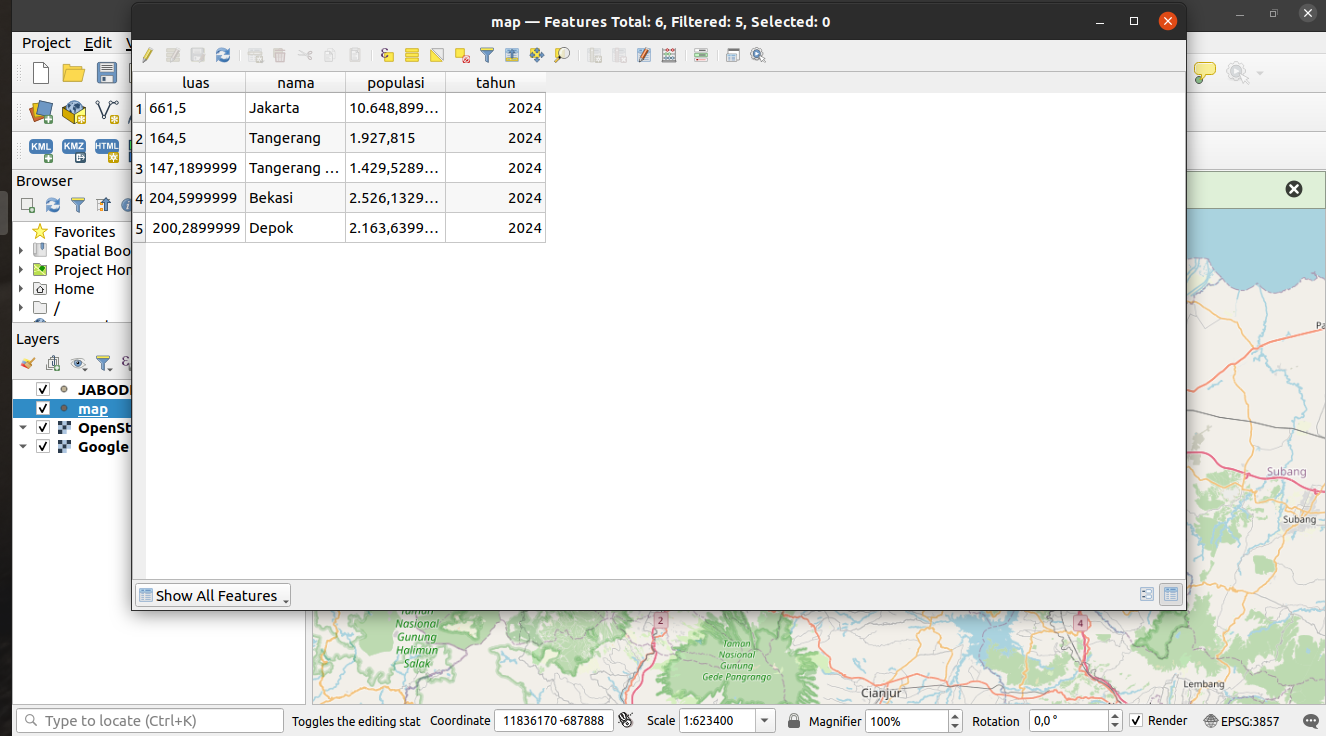 map — Features Total: 6, Filtered: 5, Selected: 0
Project Edit V
KML KMZ HTML
luas nama populasi tahun
1 661,5 Jakarta 10.648,899… 2024
2 164,5 Tangerang 1.927,815 2024
3 147,1899999 Tangerang … 1.429,5289… 2024
4 204,5999999 Bekasi 2.526,1329… 2024
5 200,2899999 Depok 2.163,6399… 2024
Browser
Favorites
Spatial Boo
Project Hor
Home
/
Layers
JABODI
map
OpenSt
Google
Show All Features
Pa
Subang
Subang
Taman
Nasional
Gunung
Halimun
Salak
2
Taman
Nasional
Gunung
Gede Pangrango
4
Cianjur
Lembang
Type to locate (Ctrl+K) Toggles the editing stat Coordinate 11836170 -687888 Scale 1:623400 Magnifier 100% Rotation 0,0 ° Render EPSG:3857